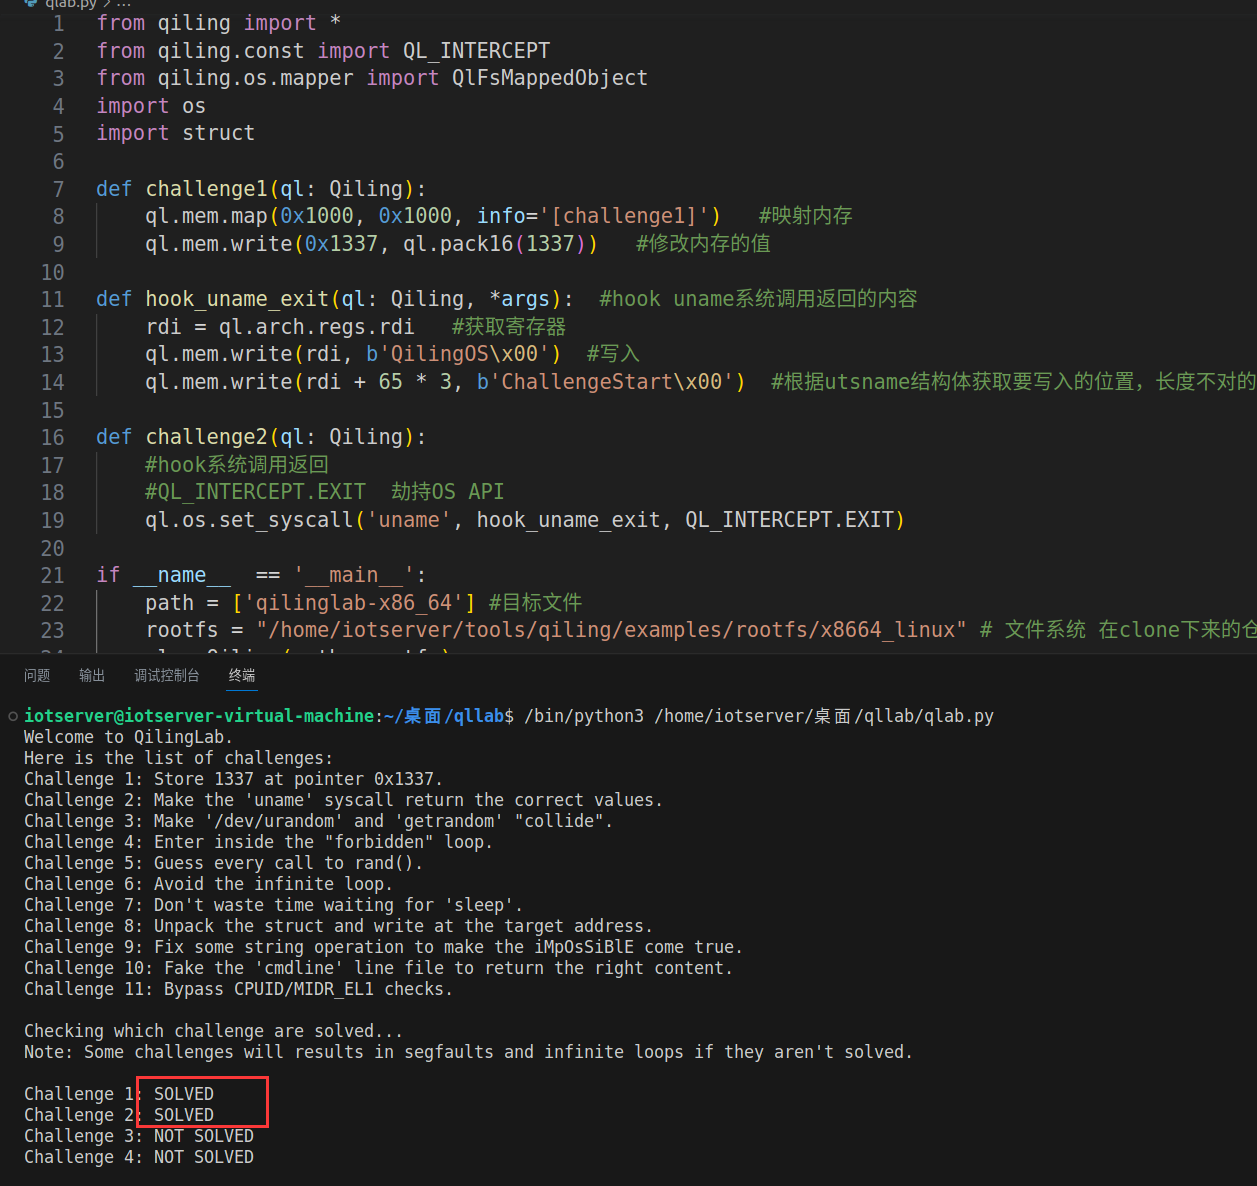 qlab.py > ...
1 from qiling import *
2 from qiling.const import QL_INTERCEPT
3 from qiling.os.mapper import QlFsMappedObject
4 import os
5 import struct
6
7 def challenge1(ql: Qiling):
8     ql.mem.map(0x1000, 0x1000, info='[challenge1]')   #映射内存
9     ql.mem.write(0x1337, ql.pack16(1337))   #修改内存的值
10
11 def hook_uname_exit(ql: Qiling, *args):  #hook uname系统调用返回的内容
12     rdi = ql.arch.regs.rdi   #获取寄存器
13     ql.mem.write(rdi, b'QilingOS\x00')  #写入
14     ql.mem.write(rdi + 65 * 3, b'ChallengeStart\x00')  #根据utsname结构体获取要写入的位置，长度不对的
15
16 def challenge2(ql: Qiling):
17     #hook系统调用返回
18     #QL_INTERCEPT.EXIT  劫持OS API
19     ql.os.set_syscall('uname', hook_uname_exit, QL_INTERCEPT.EXIT)
20
21 if __name__  == '__main__':
22     path = ['qilinglab-x86_64'] #目标文件
23     rootfs = "/home/iotserver/tools/qiling/examples/rootfs/x8664_linux" # 文件系统 在clone下来的仓
问题 输出 调试控制台 终端
iotserver@iotserver-virtual-machine:~/桌面/qllab$ /bin/python3 /home/iotserver/桌面/qllab/qlab.py
Welcome to QilingLab.
Here is the list of challenges:
Challenge 1: Store 1337 at pointer 0x1337.
Challenge 2: Make the 'uname' syscall return the correct values.
Challenge 3: Make '/dev/urandom' and 'getrandom' "collide".
Challenge 4: Enter inside the "forbidden" loop.
Challenge 5: Guess every call to rand().
Challenge 6: Avoid the infinite loop.
Challenge 7: Don't waste time waiting for 'sleep'.
Challenge 8: Unpack the struct and write at the target address.
Challenge 9: Fix some string operation to make the iMpOsSiBlE come true.
Challenge 10: Fake the 'cmdline' line file to return the right content.
Challenge 11: Bypass CPUID/MIDR_EL1 checks.
Checking which challenge are solved...
Note: Some challenges will results in segfaults and infinite loops if they aren't solved.
Challenge 1: SOLVED
Challenge 2: SOLVED
Challenge 3: NOT SOLVED
Challenge 4: NOT SOLVED